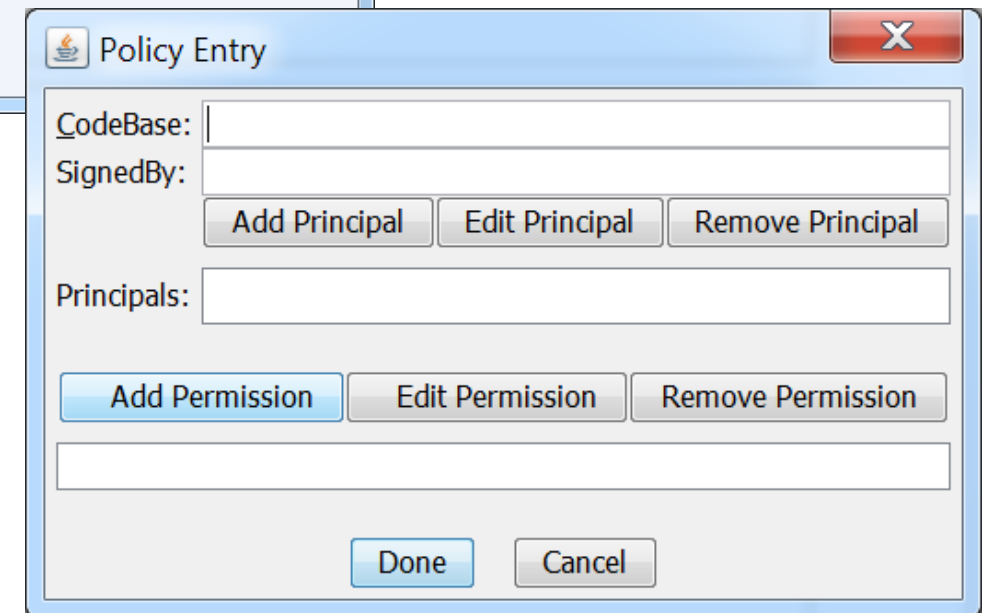 Policy Entry
CodeBase:
SignedBy:
Add Principal Edit Principal Remove Principal
Principals:
Add Permission Edit Permission Remove Permission
Done Cancel